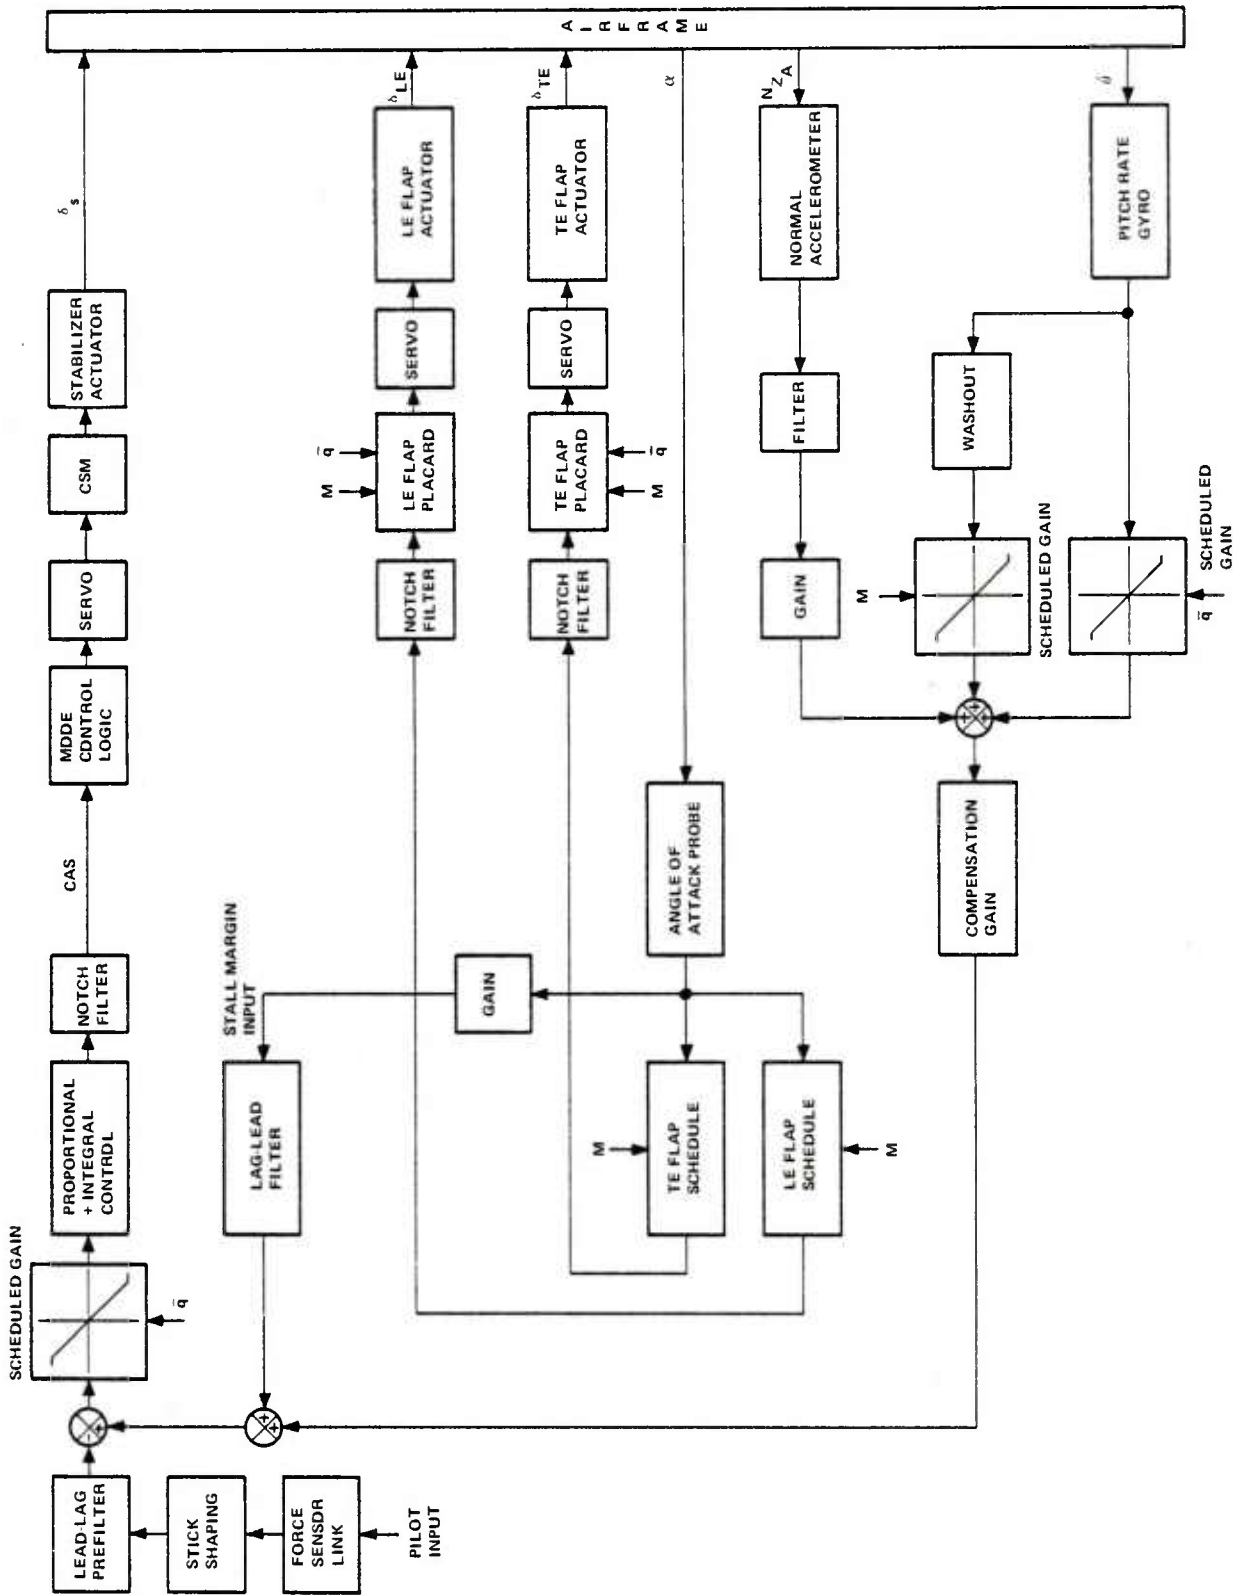 SCHEDULED GAIN
LEAD-LAG
PREFILTER
STICK
SHAPING
FORCE
SENSDR
LINK
PILOT
INPUT
q̄
PROPORTIONAL
+ INTEGRAL
CONTRDL
NOTCH
FILTER
CAS
MDDE
CDNTROL
LOGIC
SERVO
CSM
STABILIZER
ACTUATOR
δs
AIRFRAME
LAG-LEAD
FILTER
STALL MARGIN
INPUT
GAIN
NOTCH
FILTER
LE FLAP
PLACARD
M
q̄
SERVO
LE FLAP
ACTUATOR
δLE
NOTCH
FILTER
TE FLAP
PLACARD
M
q̄
SERVO
TE FLAP
ACTUATOR
δTE
M
TE FLAP
SCHEDULE
LE FLAP
SCHEDULE
M
ANGLE OF
ATTACK PROBE
α
GAIN
FILTER
NORMAL
ACCELEROMETER
NZA
COMPENSATION
GAIN
M
SCHEDULED GAIN
WASHOUT
q̄
SCHEDULED
GAIN
PITCH RATE
GYRO